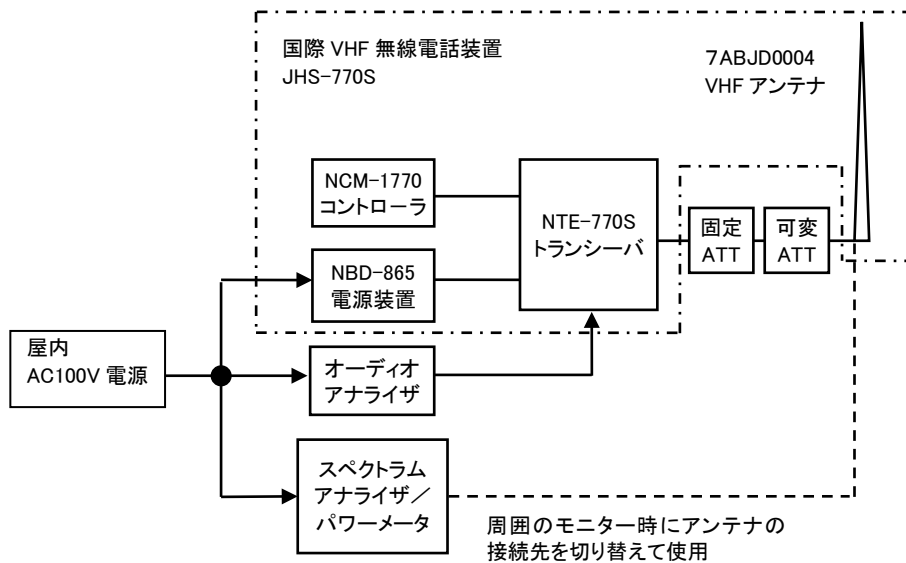 国際 VHF 無線電話装置
JHS-770S
7ABJD0004
VHF アンテナ
NCM-1770
コントローラ
NTE-770S
トランシーバ
固定
ATT
可変
ATT
NBD-865
電源装置
屋内
AC100V 電源
オーディオ
アナライザ
スペクトラム
アナライザ／
パワーメータ
周囲のモニター時にアンテナの
接続先を切り替えて使用